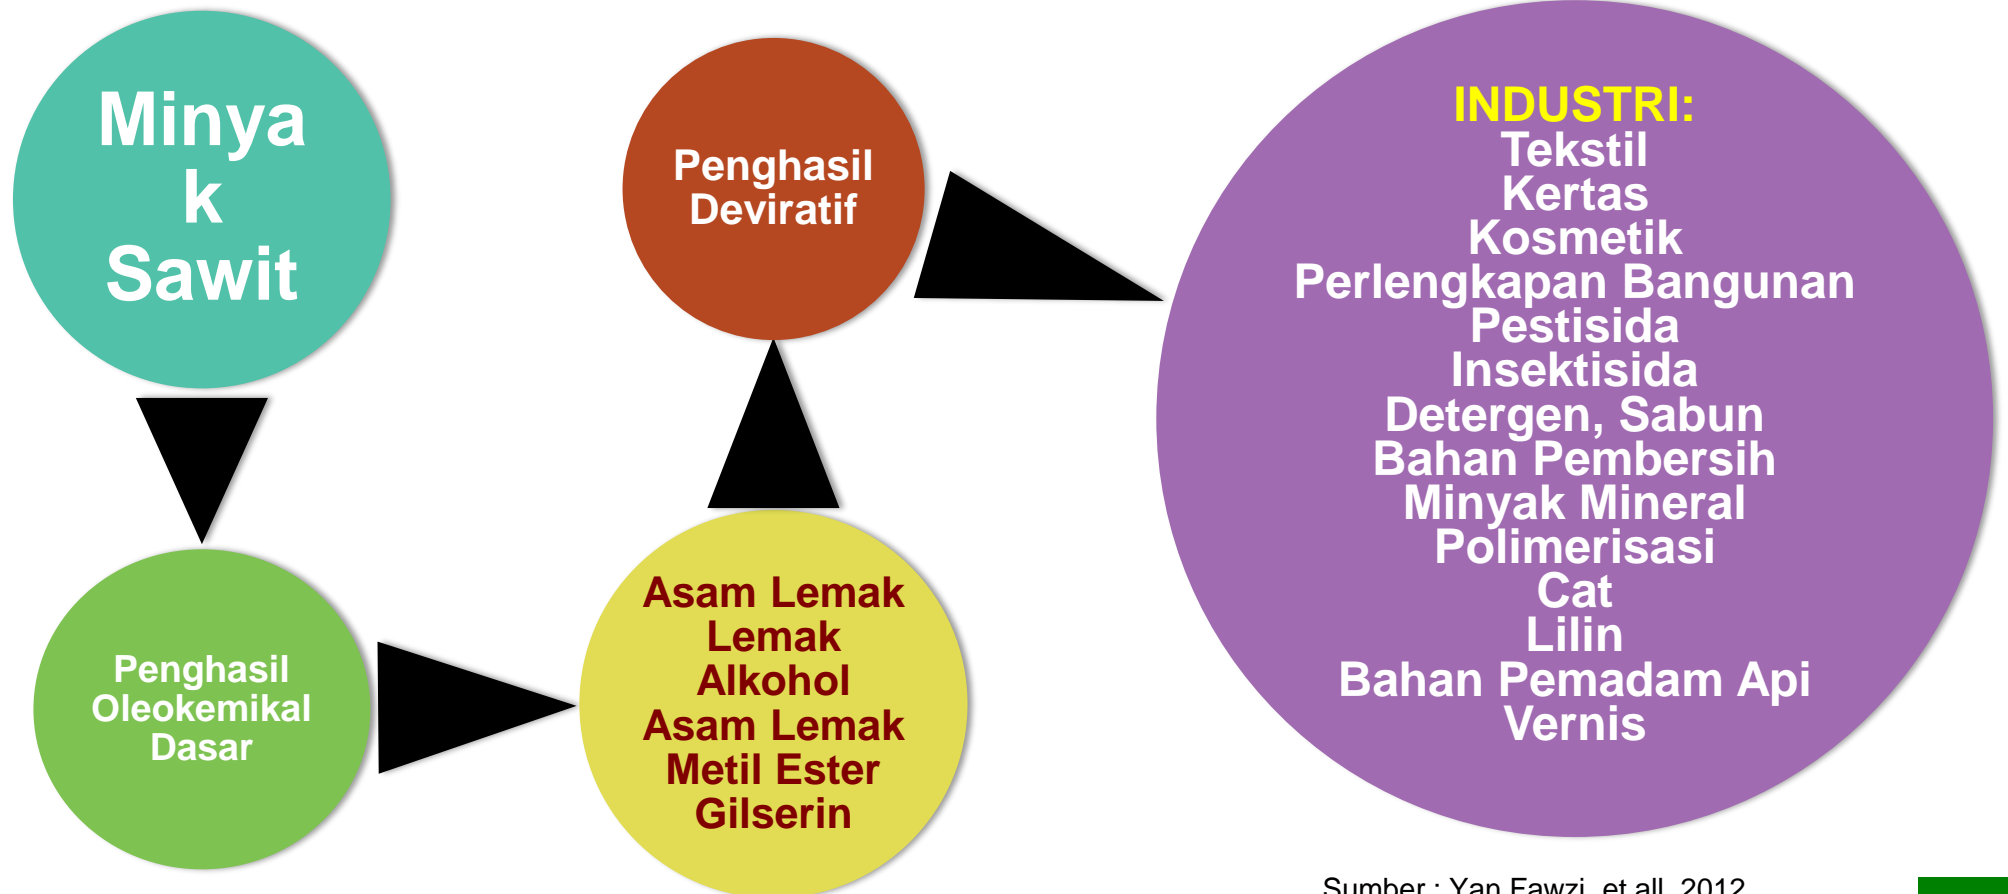 Minya
k
Sawit
Penghasil
Oleokemikal
Dasar
Asam Lemak
Lemak
Alkohol
Asam Lemak
Metil Ester
Gilserin
Penghasil
Deviratif
INDUSTRI:
Tekstil
Kertas
Kosmetik
Perlengkapan Bangunan
Pestisida
Insektisida
Detergen, Sabun
Bahan Pembersih
Minyak Mineral
Polimerisasi
Cat
Lilin
Bahan Pemadam Api
Vernis
Sumber : Yan Fawzi, et all, 2012